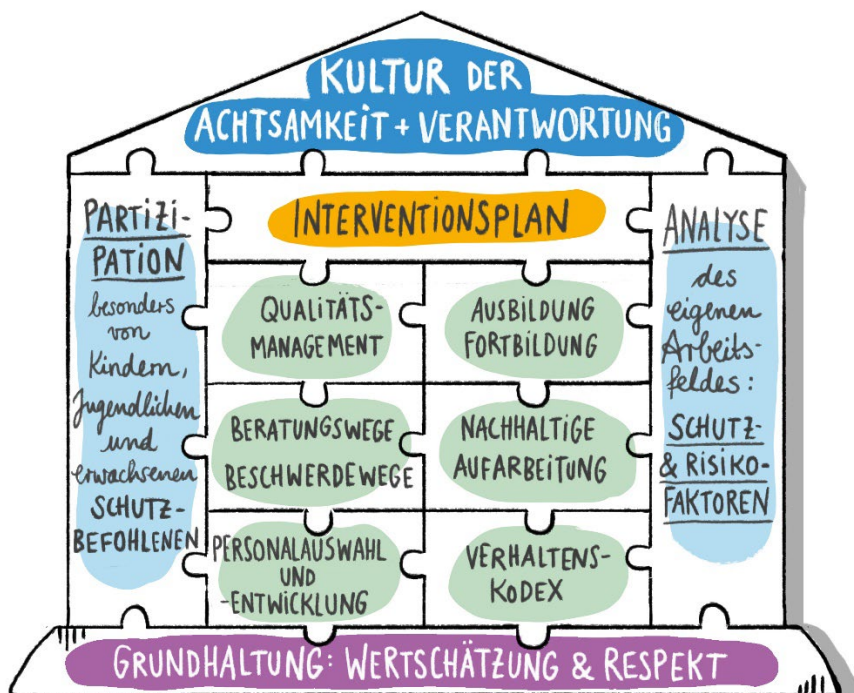 KULTUR DER
ACHTSAMKEIT + VERANTWORTUNG
PARTIZI-
PATION
besonders
von
Kindern,
Jugendlichen
und
erwachsenen
SCHUTZ-
BEFOHLENEN
INTERVENTIONSPLAN
QUALITÄTS-
MANAGEMENT
AUSBILDUNG
FORTBILDUNG
BERATUNGSWEGE
BESCHWERDEWEGE
NACHHALTIGE
AUFARBEITUNG
PERSONALAUSWAHL
UND
-ENTWICKLUNG
VERHALTENS-
KODEX
ANALYSE
des
eigenen
Arbeits-
feldes:
SCHUTZ-
& RISIKO-
FAKTOREN
GRUNDHALTUNG: WERTSCHÄTZUNG & RESPEKT